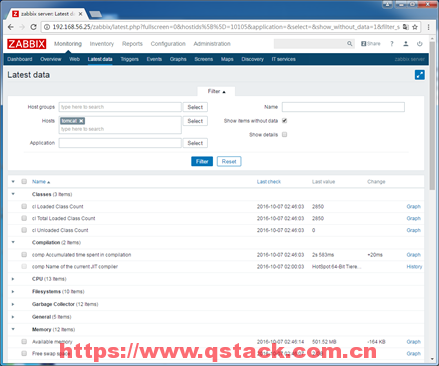 zabbix server: Latest data
192.168.56.25/zabbix/latest.php?fullscreen=0&hostids%5B%5D=10105&application=&select=&show_without_data=1&filter_s
ZABBIX Monitoring Inventory Reports Configuration Administration Share
Dashboard Overview Web Latest data Triggers Events Graphs Screens Maps Discovery IT services zabbix server
Latest data
Filter
Host groups type here to search Select Name
Hosts tomcat Select Show items without data
type here to search
Show details
Application Select
Filter Reset
Name Last check Last value Change
Classes (3 Items)
cl Loaded Class Count 2016-10-07 02:46:03 2850 Graph
cl Total Loaded Class Count 2016-10-07 02:46:03 2850 Graph
cl Unloaded Class Count 2016-10-07 02:46:03 0 Graph
Compilation (2 Items)
comp Accumulated time spent in compilation 2016-10-07 02:46:03 2s 583ms +20ms Graph
comp Name of the current JIT compiler 2016-10-07 02:00:03 HotSpot 64-Bit Tiere... History
CPU (13 Items)
Filesystems (10 Items)
Garbage Collector (12 Items)
General (5 Items)
Memory (12 Items)
Available memory 2016-10-07 02:46:14 501.52 MB -164 KB Graph
Free swap space Graph
https://www.qstack.com.cn